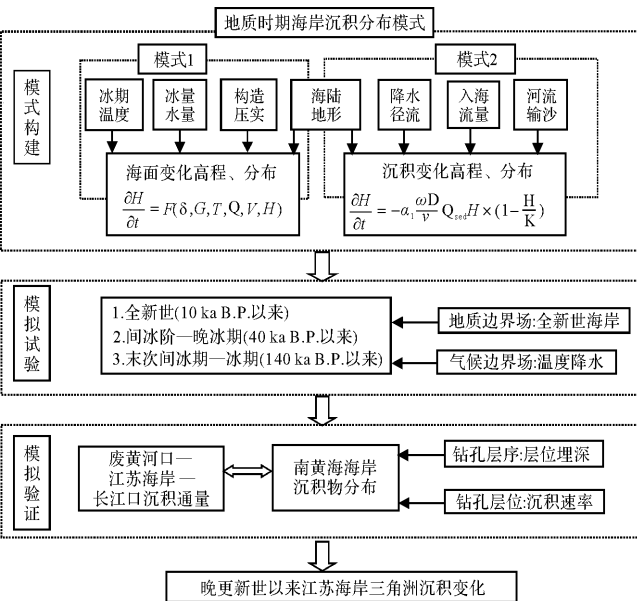 地质时期海岸沉积分布模式
模式构建
模式1
模式2
冰期温度
冰量水量
构造压实
海陆地形
降水径流
入海流量
河流输沙
海面变化高程、分布
∂H/∂t = F(δ,G,T,Q,V,H)
沉积变化高程、分布
∂H/∂t = -α₁ ωD/v Q_sed H × (1- H/K)
模拟试验
1.全新世(10 ka B.P.以来)
2.间冰阶—晚冰期(40 ka B.P.以来)
3.末次间冰期—冰期(140 ka B.P.以来)
地质边界场:全新世海岸
气候边界场:温度降水
模拟验证
废黄河口—
江苏海岸—
长江口沉积通量
南黄海海岸
沉积物分布
钻孔层序:层位埋深
钻孔层位:沉积速率
晚更新世以来江苏海岸三角洲沉积变化